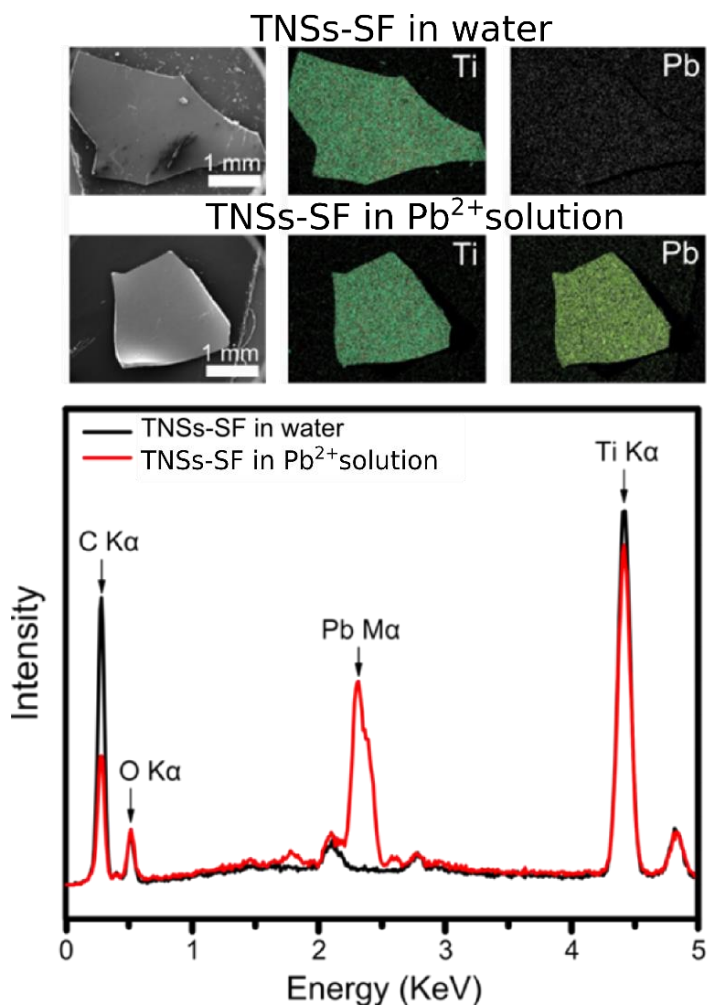 TNSs-SF in water
Ti
Pb
1 mm
TNSs-SF in Pb²⁺solution
Ti
Pb
1 mm
TNSs-SF in water
TNSs-SF in Pb²⁺solution
Ti Kα
C Kα
Pb Mα
O Kα
Intensity
0 1 2 3 4 5
Energy (KeV)